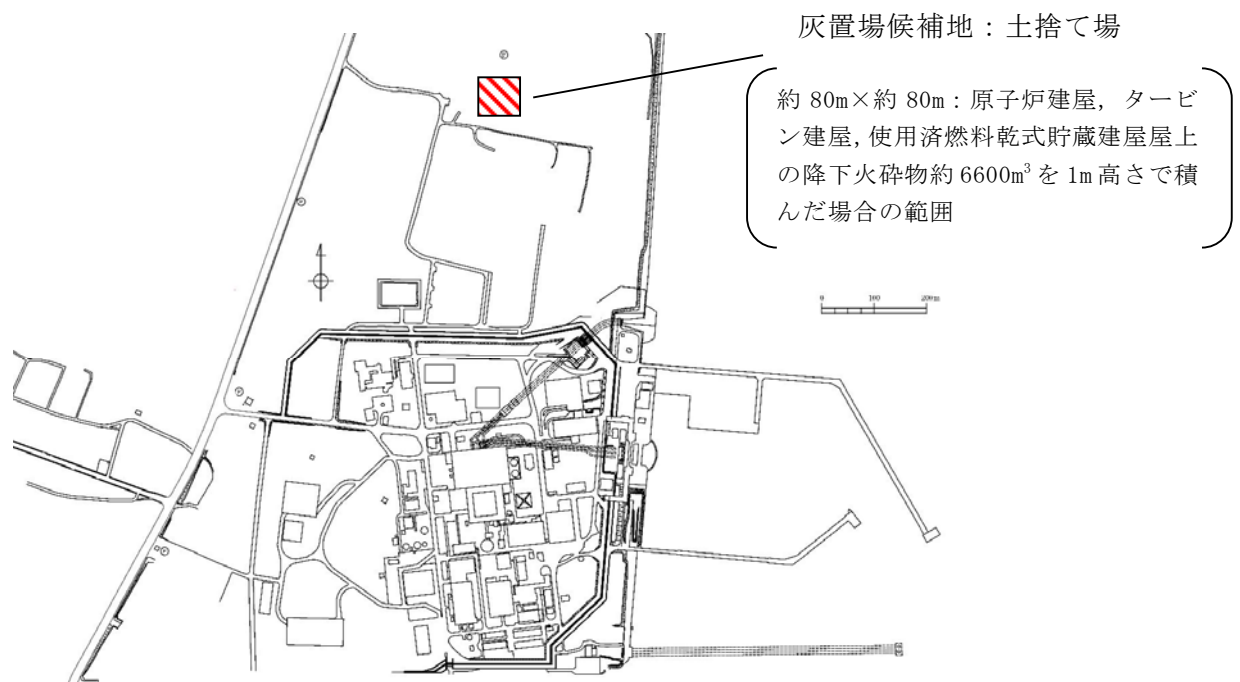 灰置場候補地：土捨て場
約 80m×約 80m：原子炉建屋，タービ
ン建屋,使用済燃料乾式貯蔵建屋屋上
の降下火砕物約 6600m³ を 1m 高さで積
んだ場合の範囲
0 100 200m